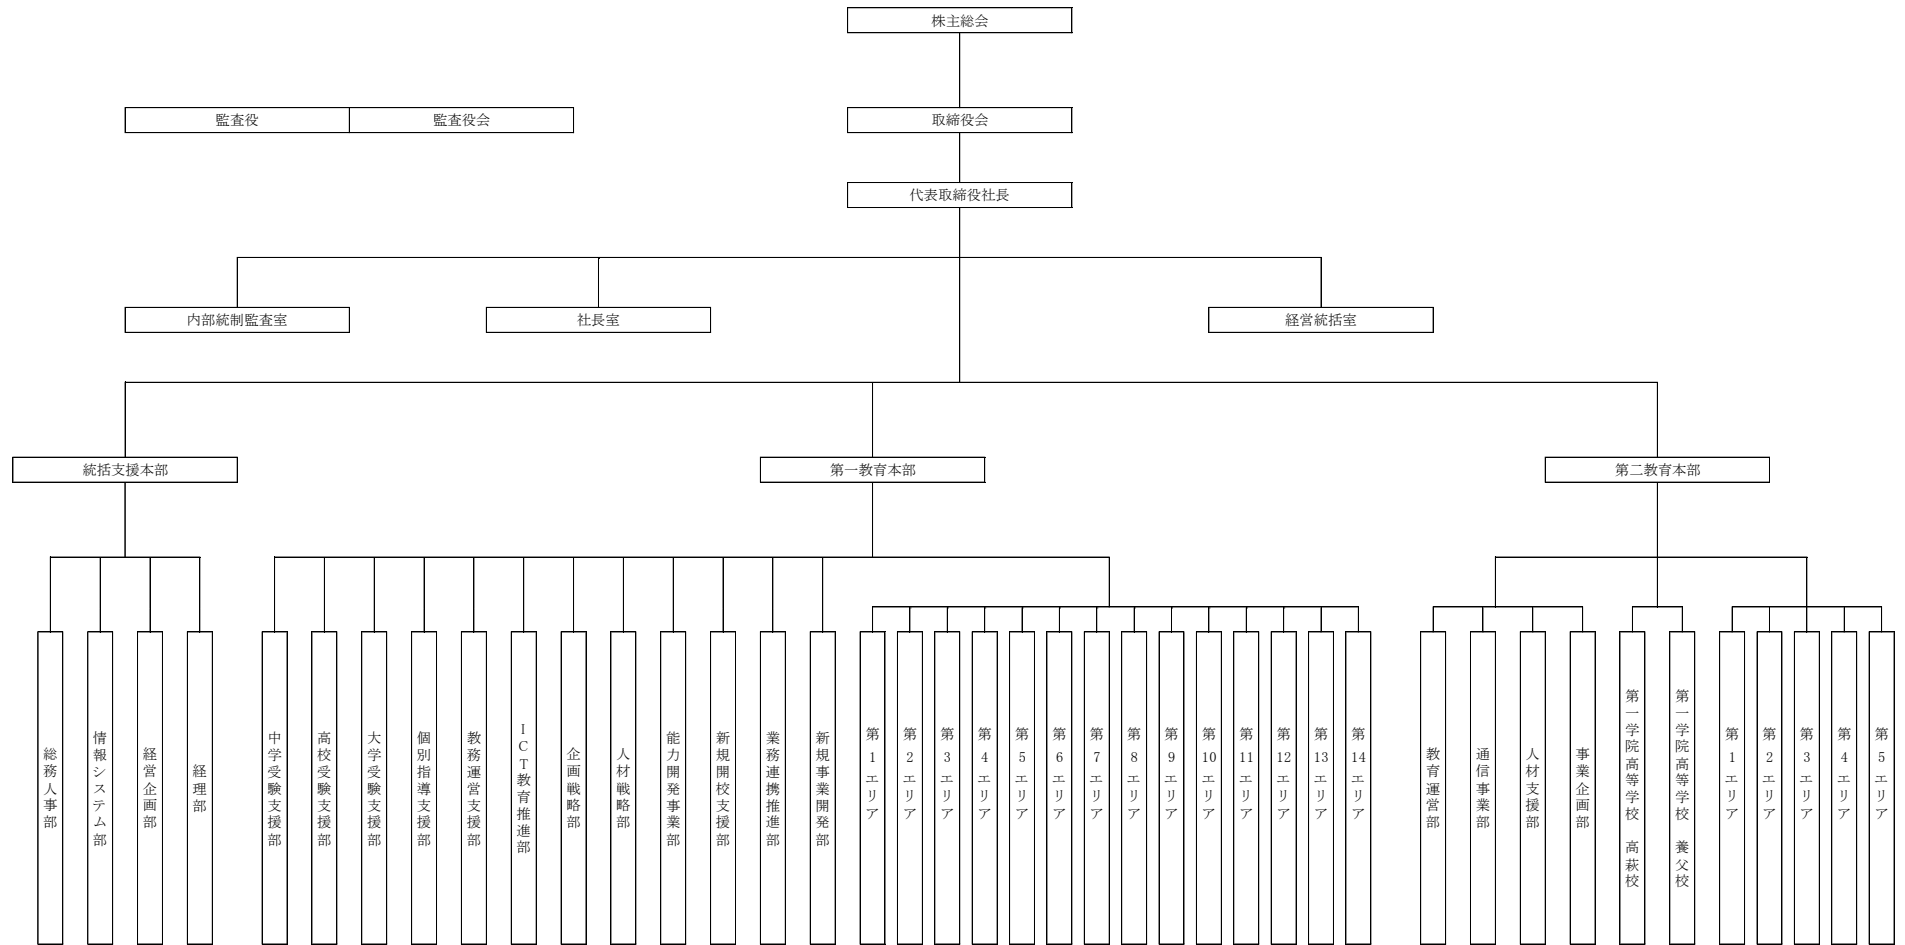 株主総会
監査役
監査役会
取締役会
代表取締役社長
内部統制監査室
社長室
経営統括室
統括支援本部
第一教育本部
第二教育本部
総務人事部
情報システム部
経営企画部
経理部
中学受験支援部
高校受験支援部
大学受験支援部
個別指導支援部
教務運営支援部
ICT教育推進部
企画戦略部
人材戦略部
能力開発事業部
新規開校支援部
業務連携推進部
新規事業開発部
第1エリア
第2エリア
第3エリア
第4エリア
第5エリア
第6エリア
第7エリア
第8エリア
第9エリア
第10エリア
第11エリア
第12エリア
第13エリア
第14エリア
教育運営部
通信事業部
人材支援部
事業企画部
第一学院高等学校 高萩校
第一学院高等学校 養父校
第1エリア
第2エリア
第3エリア
第4エリア
第5エリア